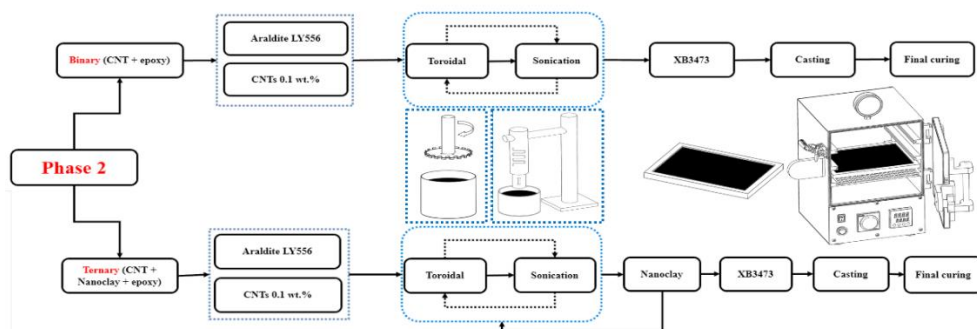 Araldite LY556
Binary (CNT + epoxy)
CNTs 0.1 wt.%
Toroidal
Sonication
XB3473
Casting
Final curing
Phase 2
Ternary (CNT +
Nanoclay + epoxy)
Araldite LY556
CNTs 0.1 wt.%
Toroidal
Sonication
Nanoclay
XB3473
Casting
Final curing